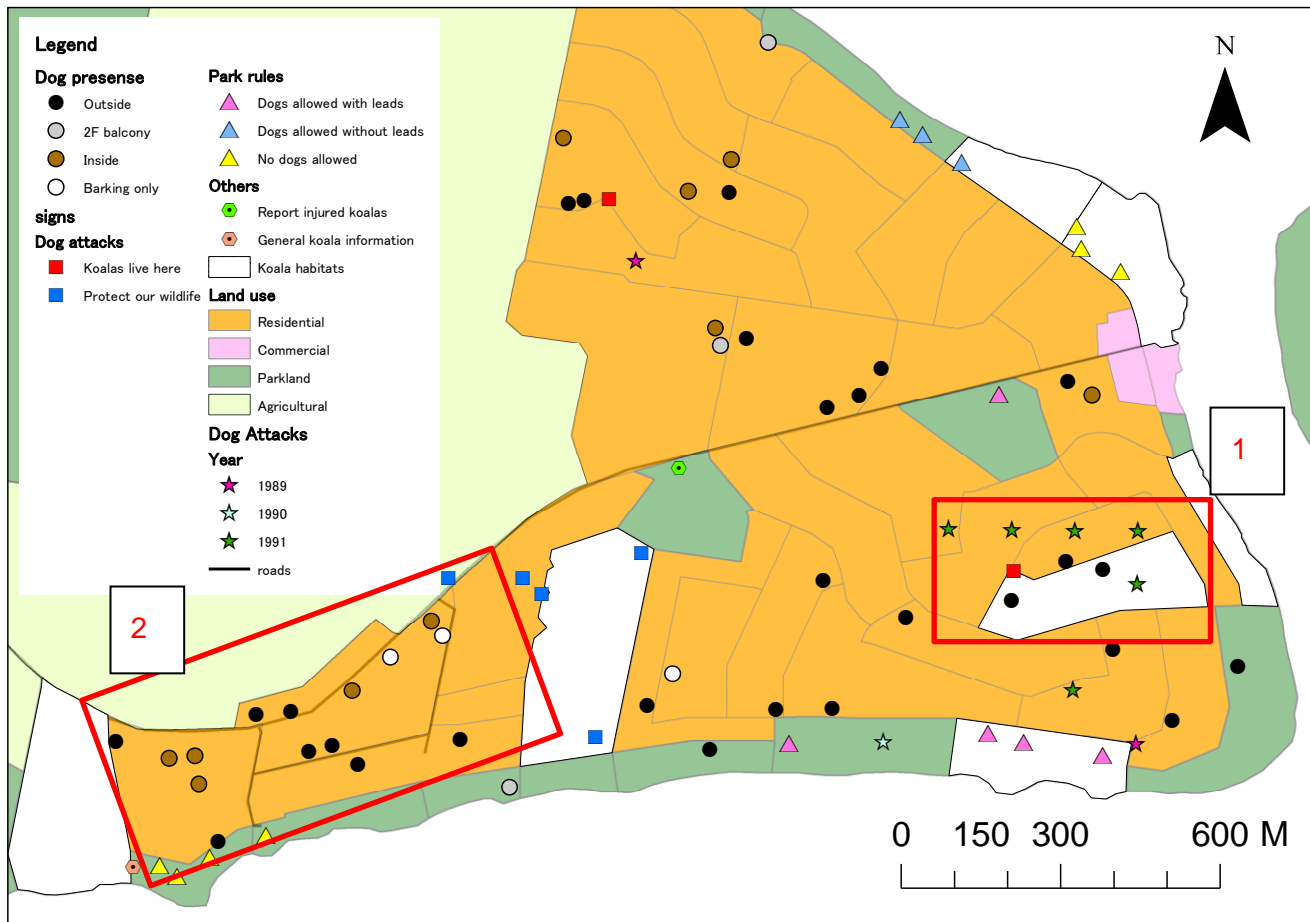 Legend
Dog presense
Outside
2F balcony
Inside
Barking only
signs
Dog attacks
Koalas live here
Protect our wildlife
Park rules
Dogs allowed with leads
Dogs allowed without leads
No dogs allowed
Others
Report injured koalas
General koala information
Koala habitats
Land use
Residential
Commercial
Parkland
Agricultural
Dog Attacks
Year
1989
1990
1991
roads
N
1
2
0 150 300 600 M